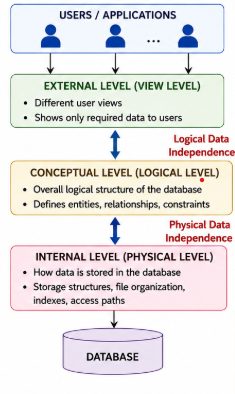 USERS / APPLICATIONS
...
EXTERNAL LEVEL (VIEW LEVEL)
• Different user views
• Shows only required data to users
Logical Data
Independence
CONCEPTUAL LEVEL (LOGICAL LEVEL)
• Overall logical structure of the database
• Defines entities, relationships, constraints
Physical Data
Independence
INTERNAL LEVEL (PHYSICAL LEVEL)
• How data is stored in the database
• Storage structures, file organization,
indexes, access paths
DATABASE